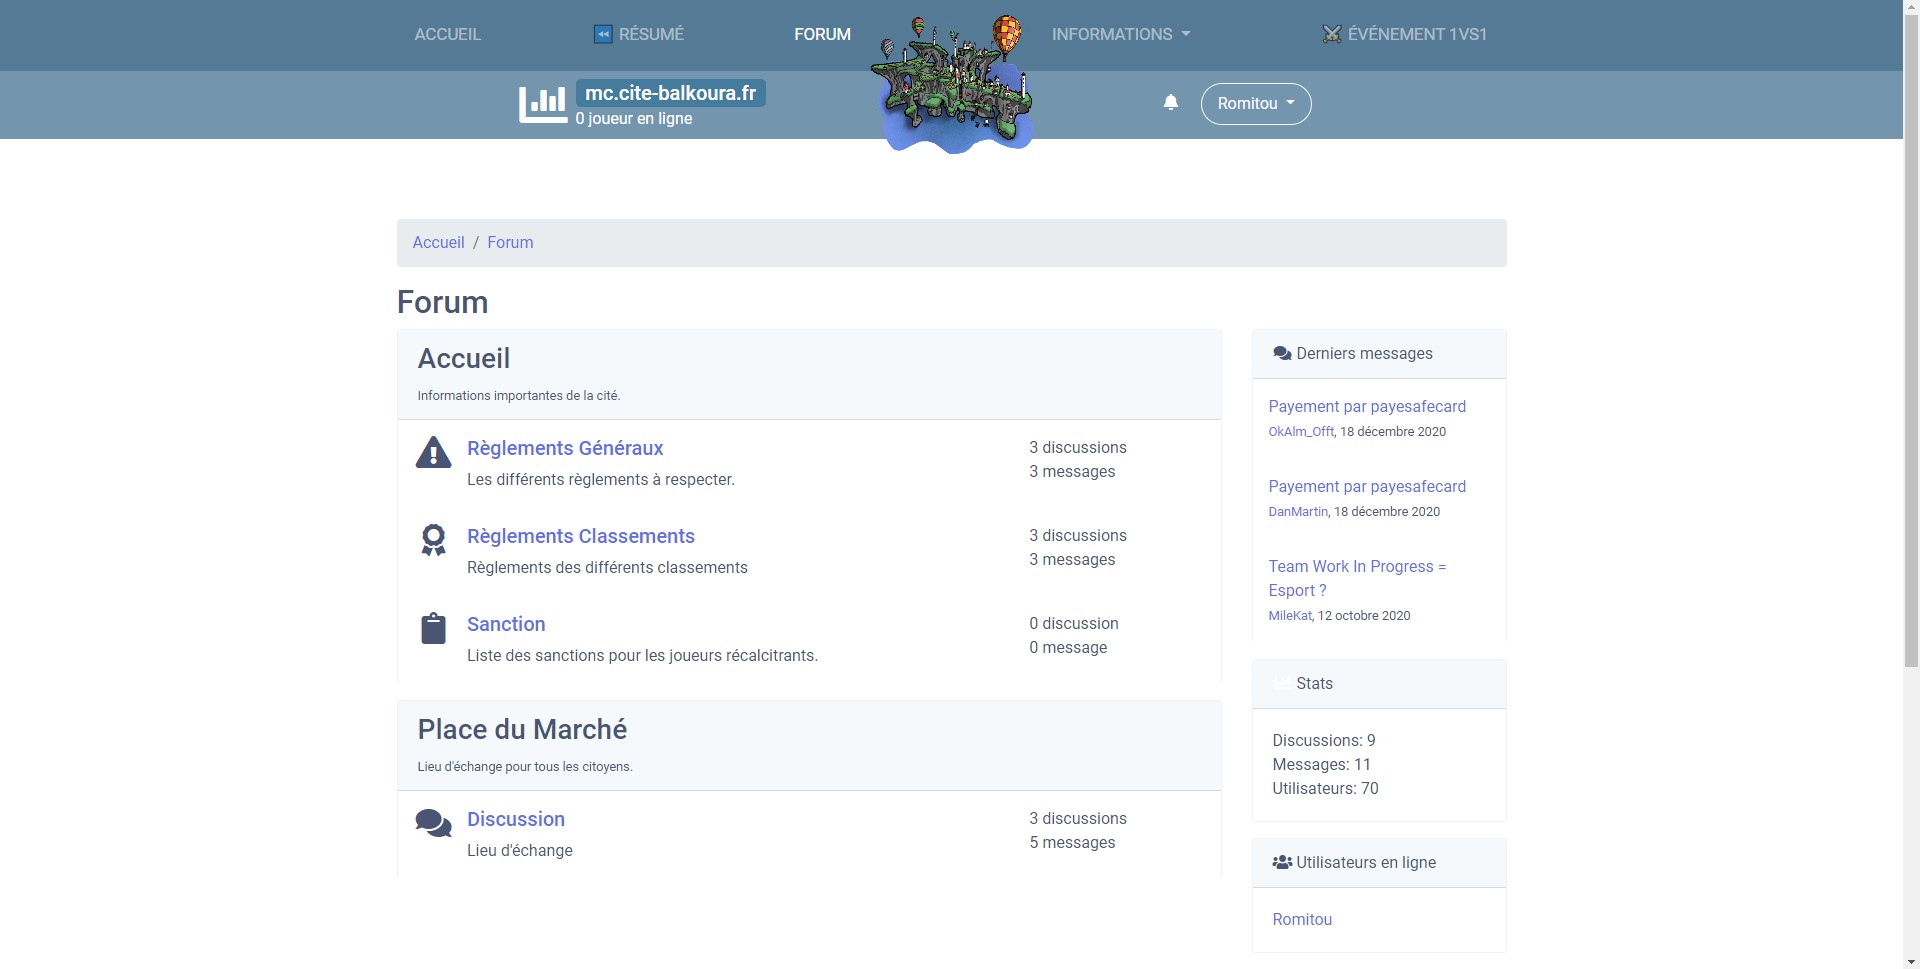 ACCUEIL
RÉSUMÉ
FORUM
INFORMATIONS
ÉVÉNEMENT 1VS1
mc.cite-balkoura.fr
0 joueur en ligne
Romitou
Accueil / Forum
Forum
Accueil
Informations importantes de la cité.
Règlements Généraux
Les différents règlements à respecter.
3 discussions
3 messages
Règlements Classements
Règlements des différents classements
3 discussions
3 messages
Sanction
Liste des sanctions pour les joueurs récalcitrants.
0 discussion
0 message
Place du Marché
Lieu d'échange pour tous les citoyens.
Discussion
Lieu d'échange
3 discussions
5 messages
Derniers messages
Payement par payesafecard
OkAlm_Offt, 18 décembre 2020
Payement par payesafecard
DanMartin, 18 décembre 2020
Team Work In Progress =
Esport ?
MileKat, 12 octobre 2020
Stats
Discussions: 9
Messages: 11
Utilisateurs: 70
Utilisateurs en ligne
Romitou